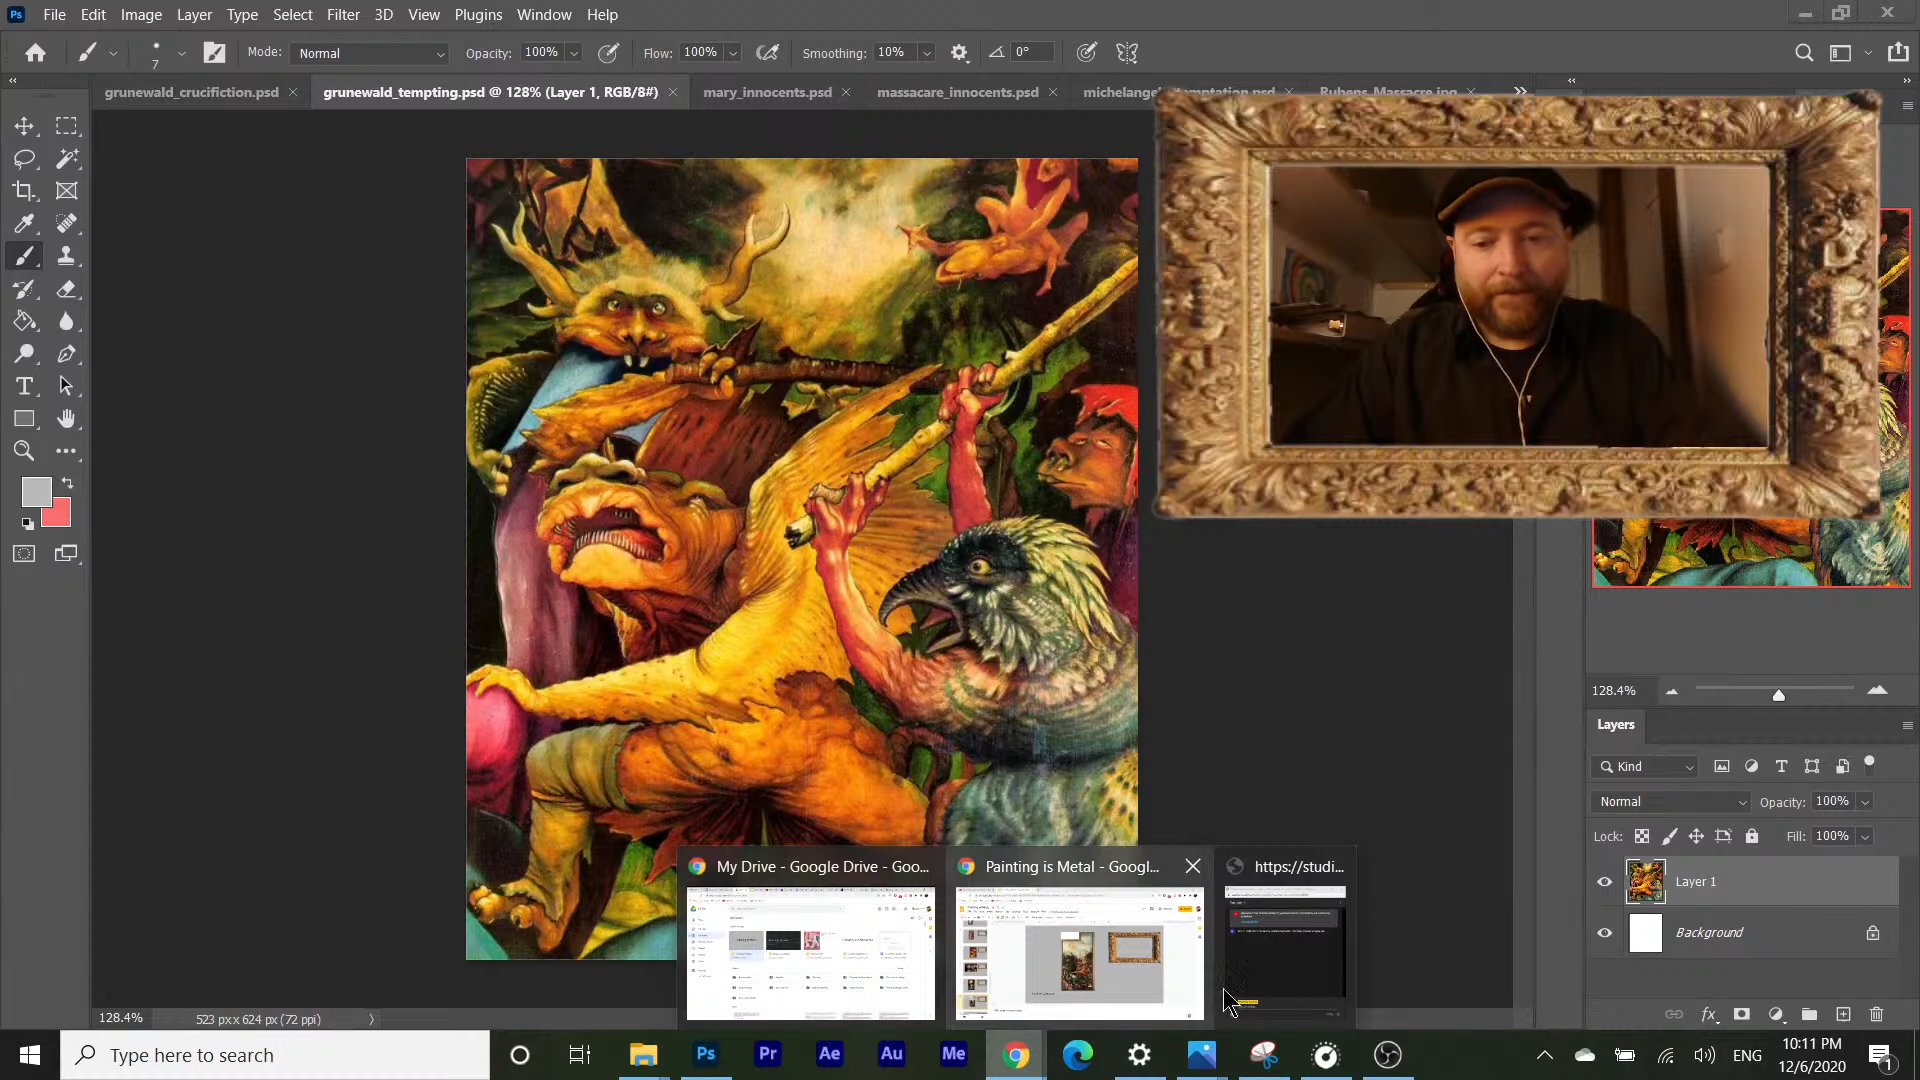 Ps File Edit Image Layer Type Select Filter 3D View Plugins Window Help
7 Mode: Normal Opacity: 100% Flow: 100% Smoothing: 10% 0°
grunewald_crucifiction.psd grunewald_tempting.psd @ 128% (Layer 1, RGB/8#) mary_innocents.psd massacare_innocents.psd
128.4%
Layers
Kind
Normal Opacity: 100%
Lock: Fill: 100%
My Drive - Google Drive - Goo... Painting is Metal - Googl... https://studi...
Layer 1
Background
128.4% 523 px x 624 px (72 ppi)
Type here to search Ps Pr Ae Au Me ENG
10:11 PM
12/6/2020
1